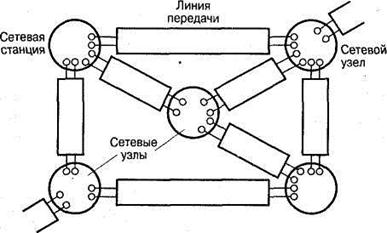 Линия
передачи
Сетевая
станция
Сетевой
узел
Сетевые
узлы